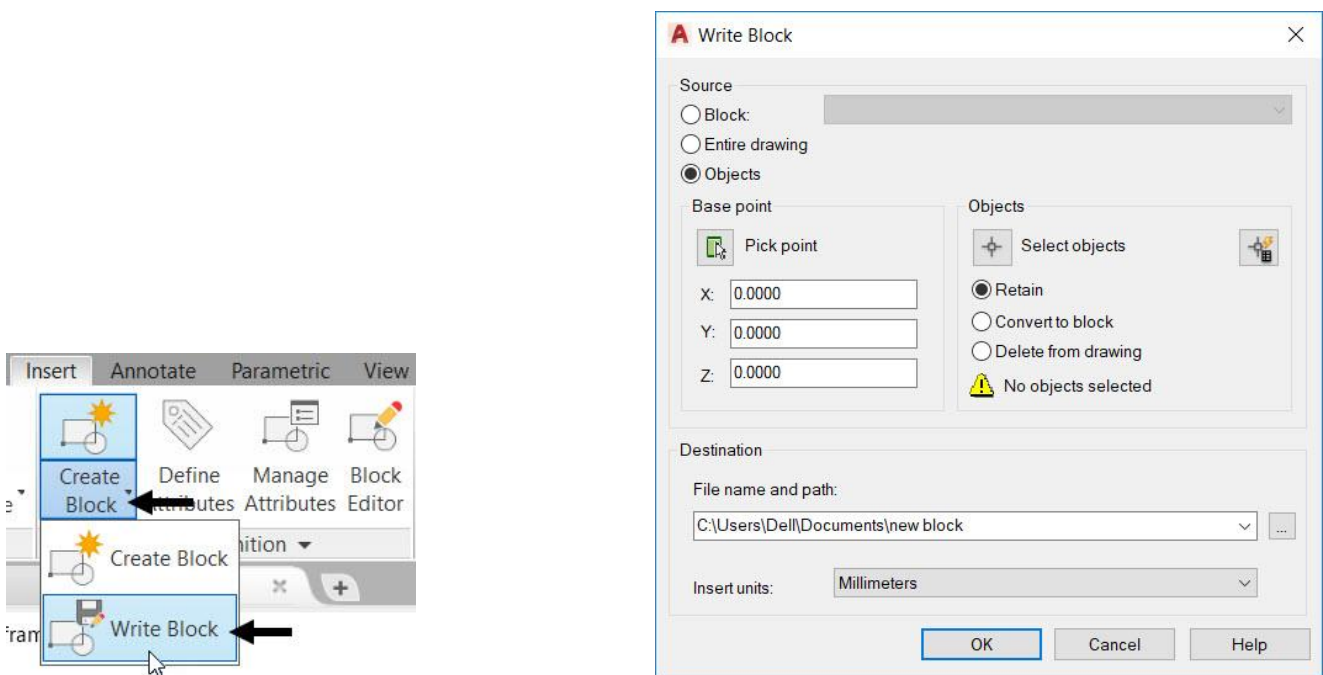 Insert Annotate Parametric View
Create Block
Define
Attributes
Manage Attributes
Block Editor
Create Block
Write Block
Write Block
Source
Block:
Entire drawing
Objects
Base point
Pick point
X: 0.0000
Y: 0.0000
Z: 0.0000
Objects
Select objects
Retain
Convert to block
Delete from drawing
No objects selected
Destination
File name and path:
C:\Users\Dell\Documents\new block
...
Insert units: Millimeters
OK Cancel Help